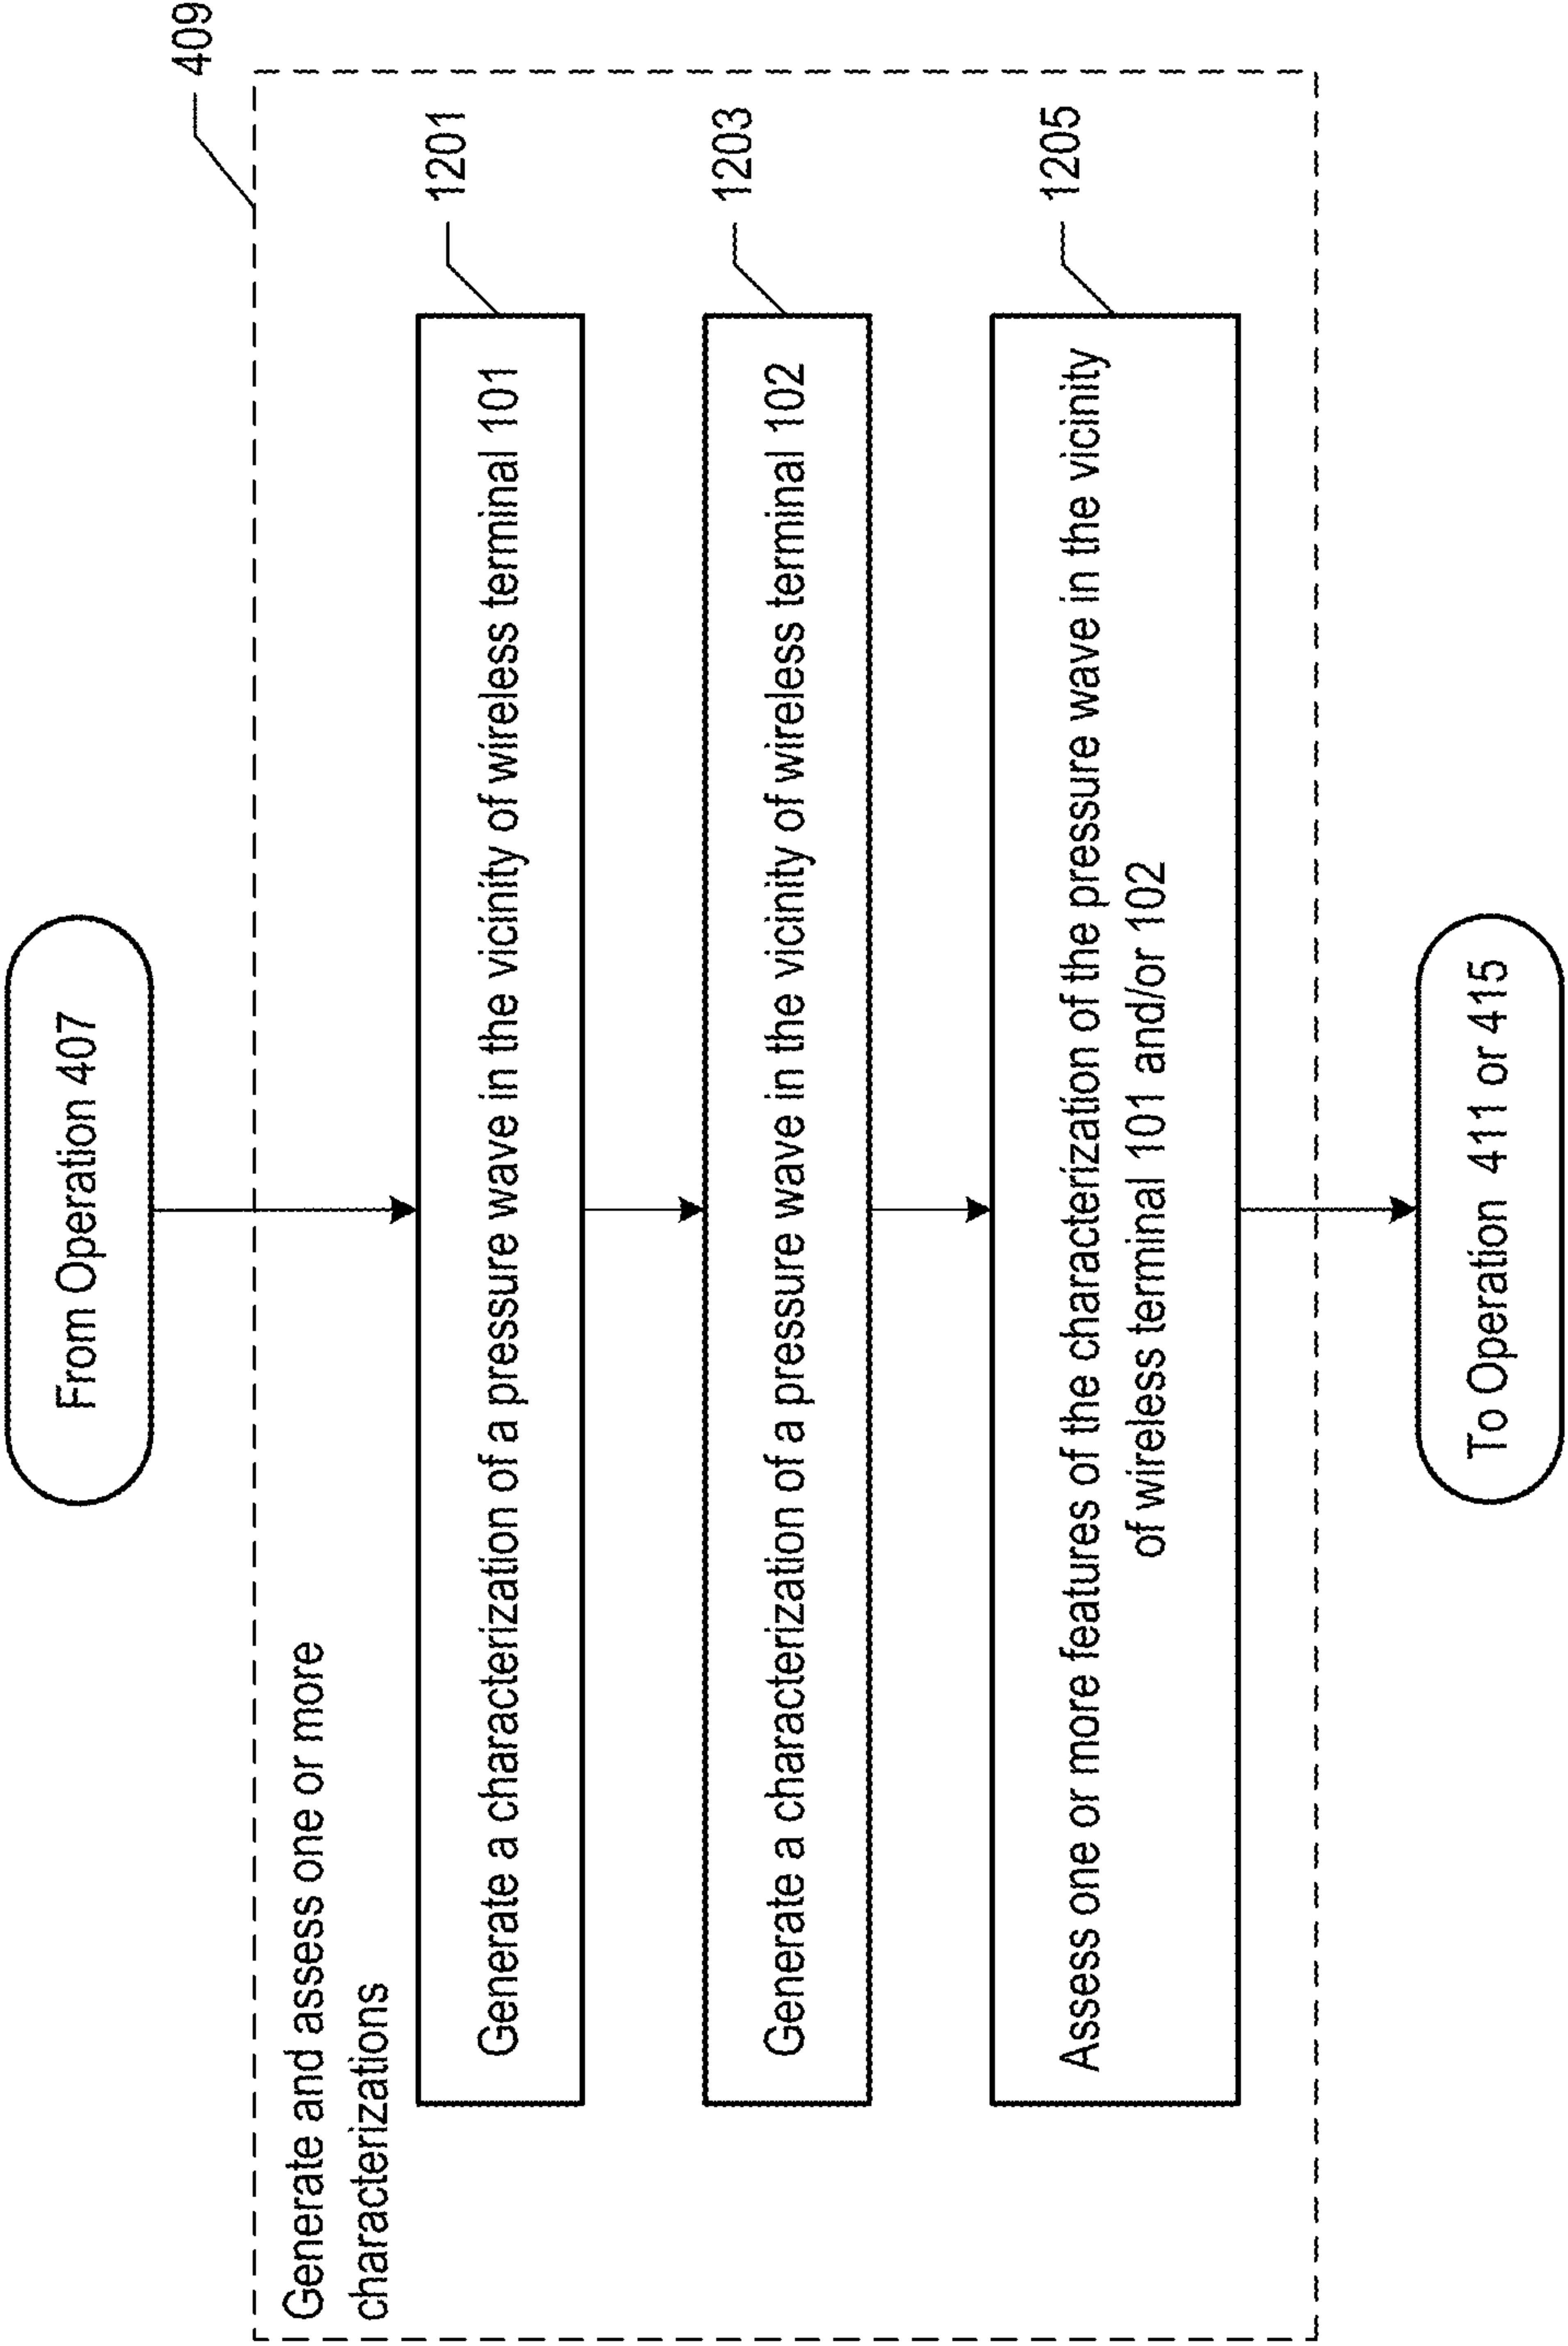 From Operation 407
409
Generate and assess one or more
characterizations
1201
Generate a characterization of a pressure wave in the vicinity of wireless terminal 101
1203
Generate a characterization of a pressure wave in the vicinity of wireless terminal 102
1205
Assess one or more features of the characterization of the pressure wave in the vicinity
of wireless terminal 101 and/or 102
To Operation 411 or 415